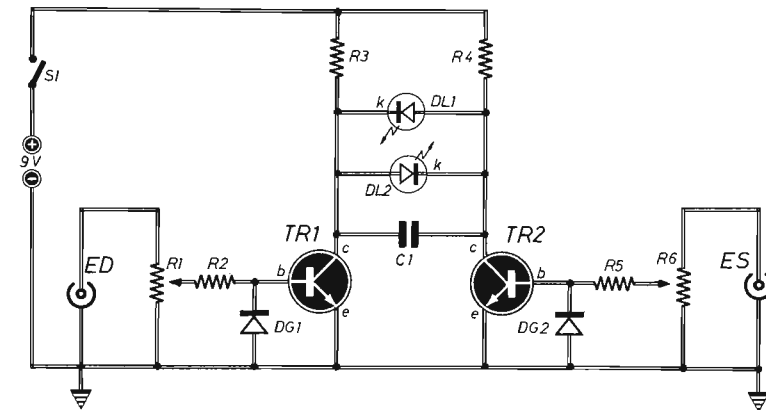 R3
R4
S1
k
DL1
+
9V
-
k
DL2
TR1
c
C1
c
TR2
ED
R1
R2
b
b
R5
R6
ES
DG1
e
e
DG2